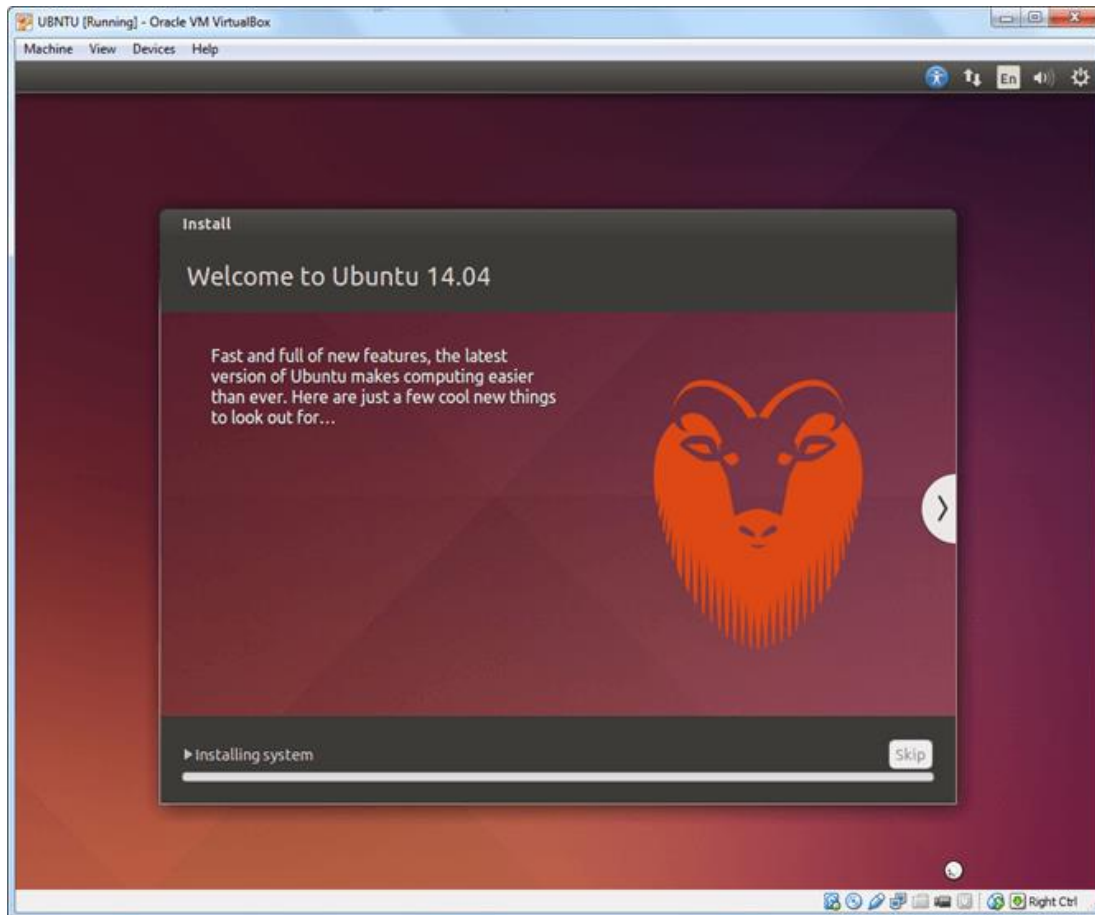 UBNTU [Running] - Oracle VM VirtualBox
Machine View Devices Help
En
Install
Welcome to Ubuntu 14.04
Fast and full of new features, the latest
version of Ubuntu makes computing easier
than ever. Here are just a few cool new things
to look out for...
Installing system
Skip
Right Ctrl